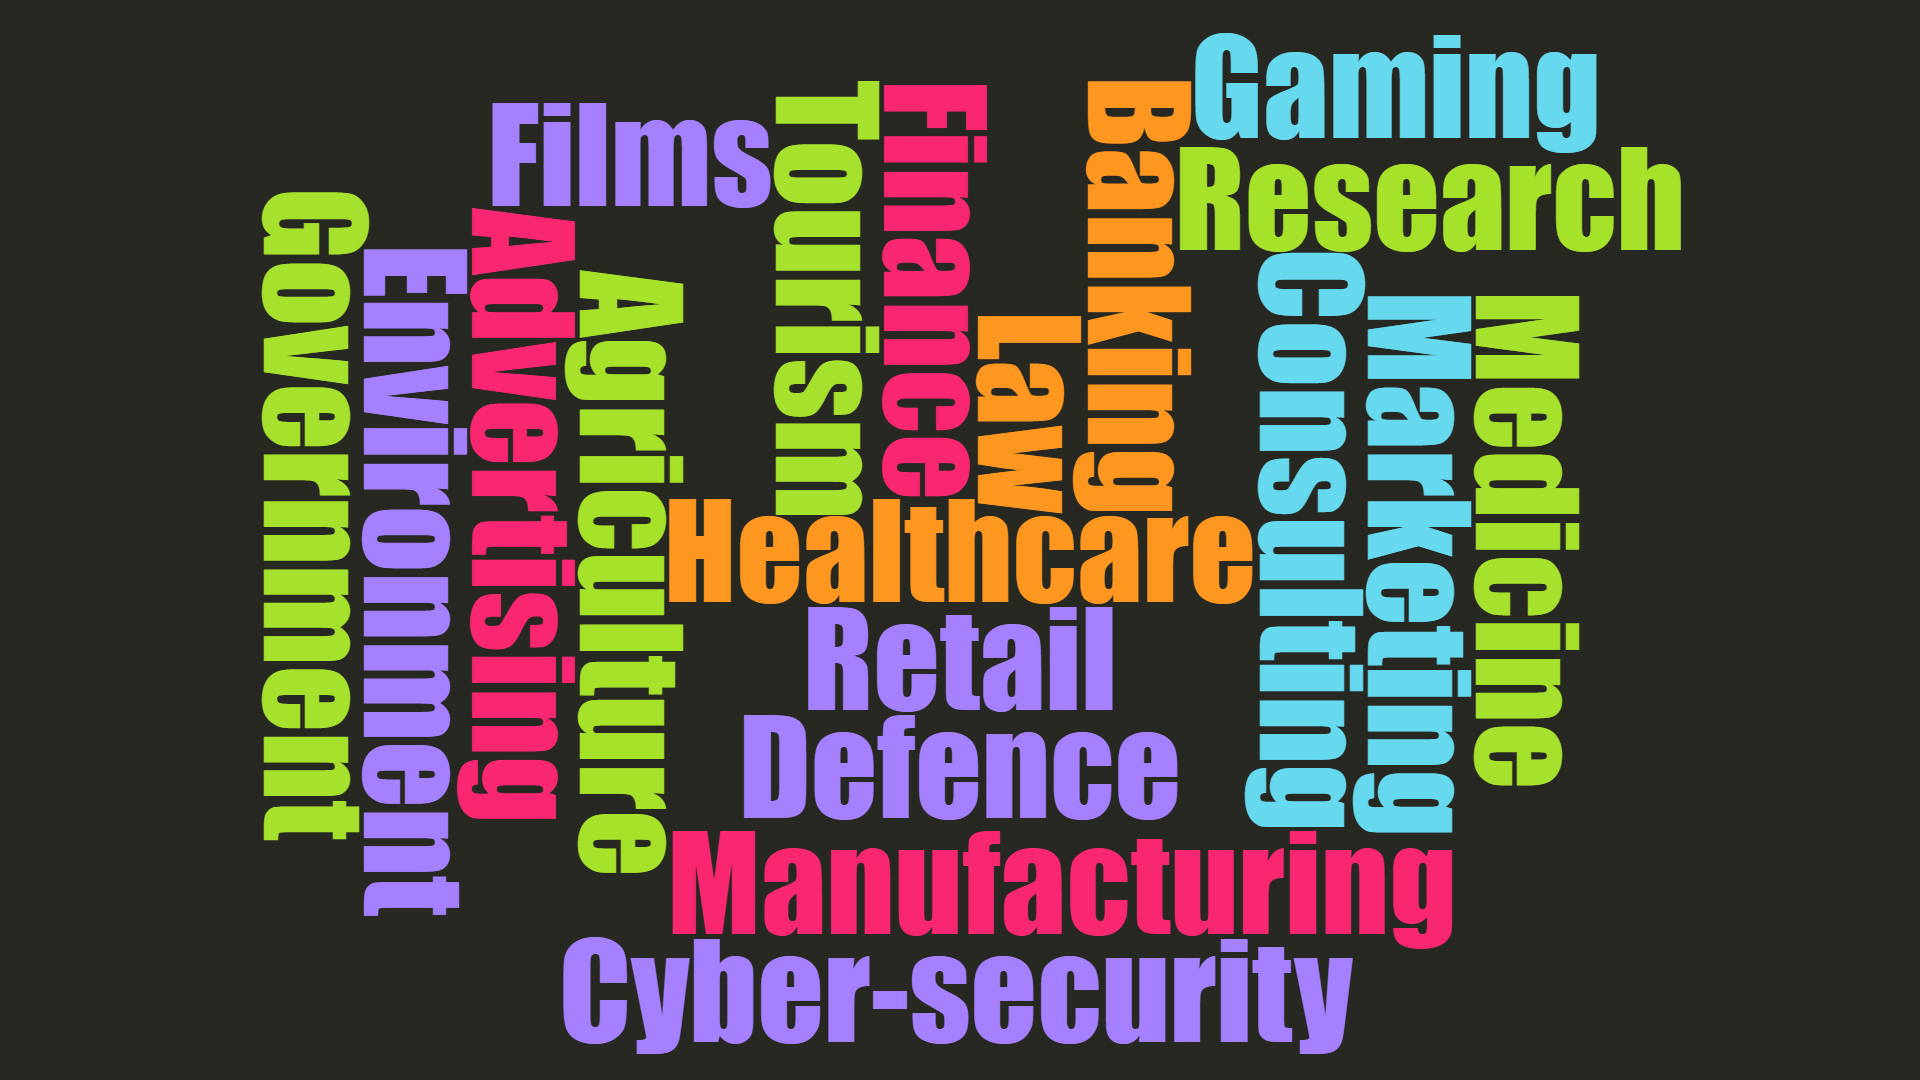 Gaming
Films
Tourism
Finance
Banking
Research
Government
Environment
Advertising
Agriculture
Law
Consulting
Marketing
Medicine
Healthcare
Retail
Defence
Manufacturing
Cyber-security